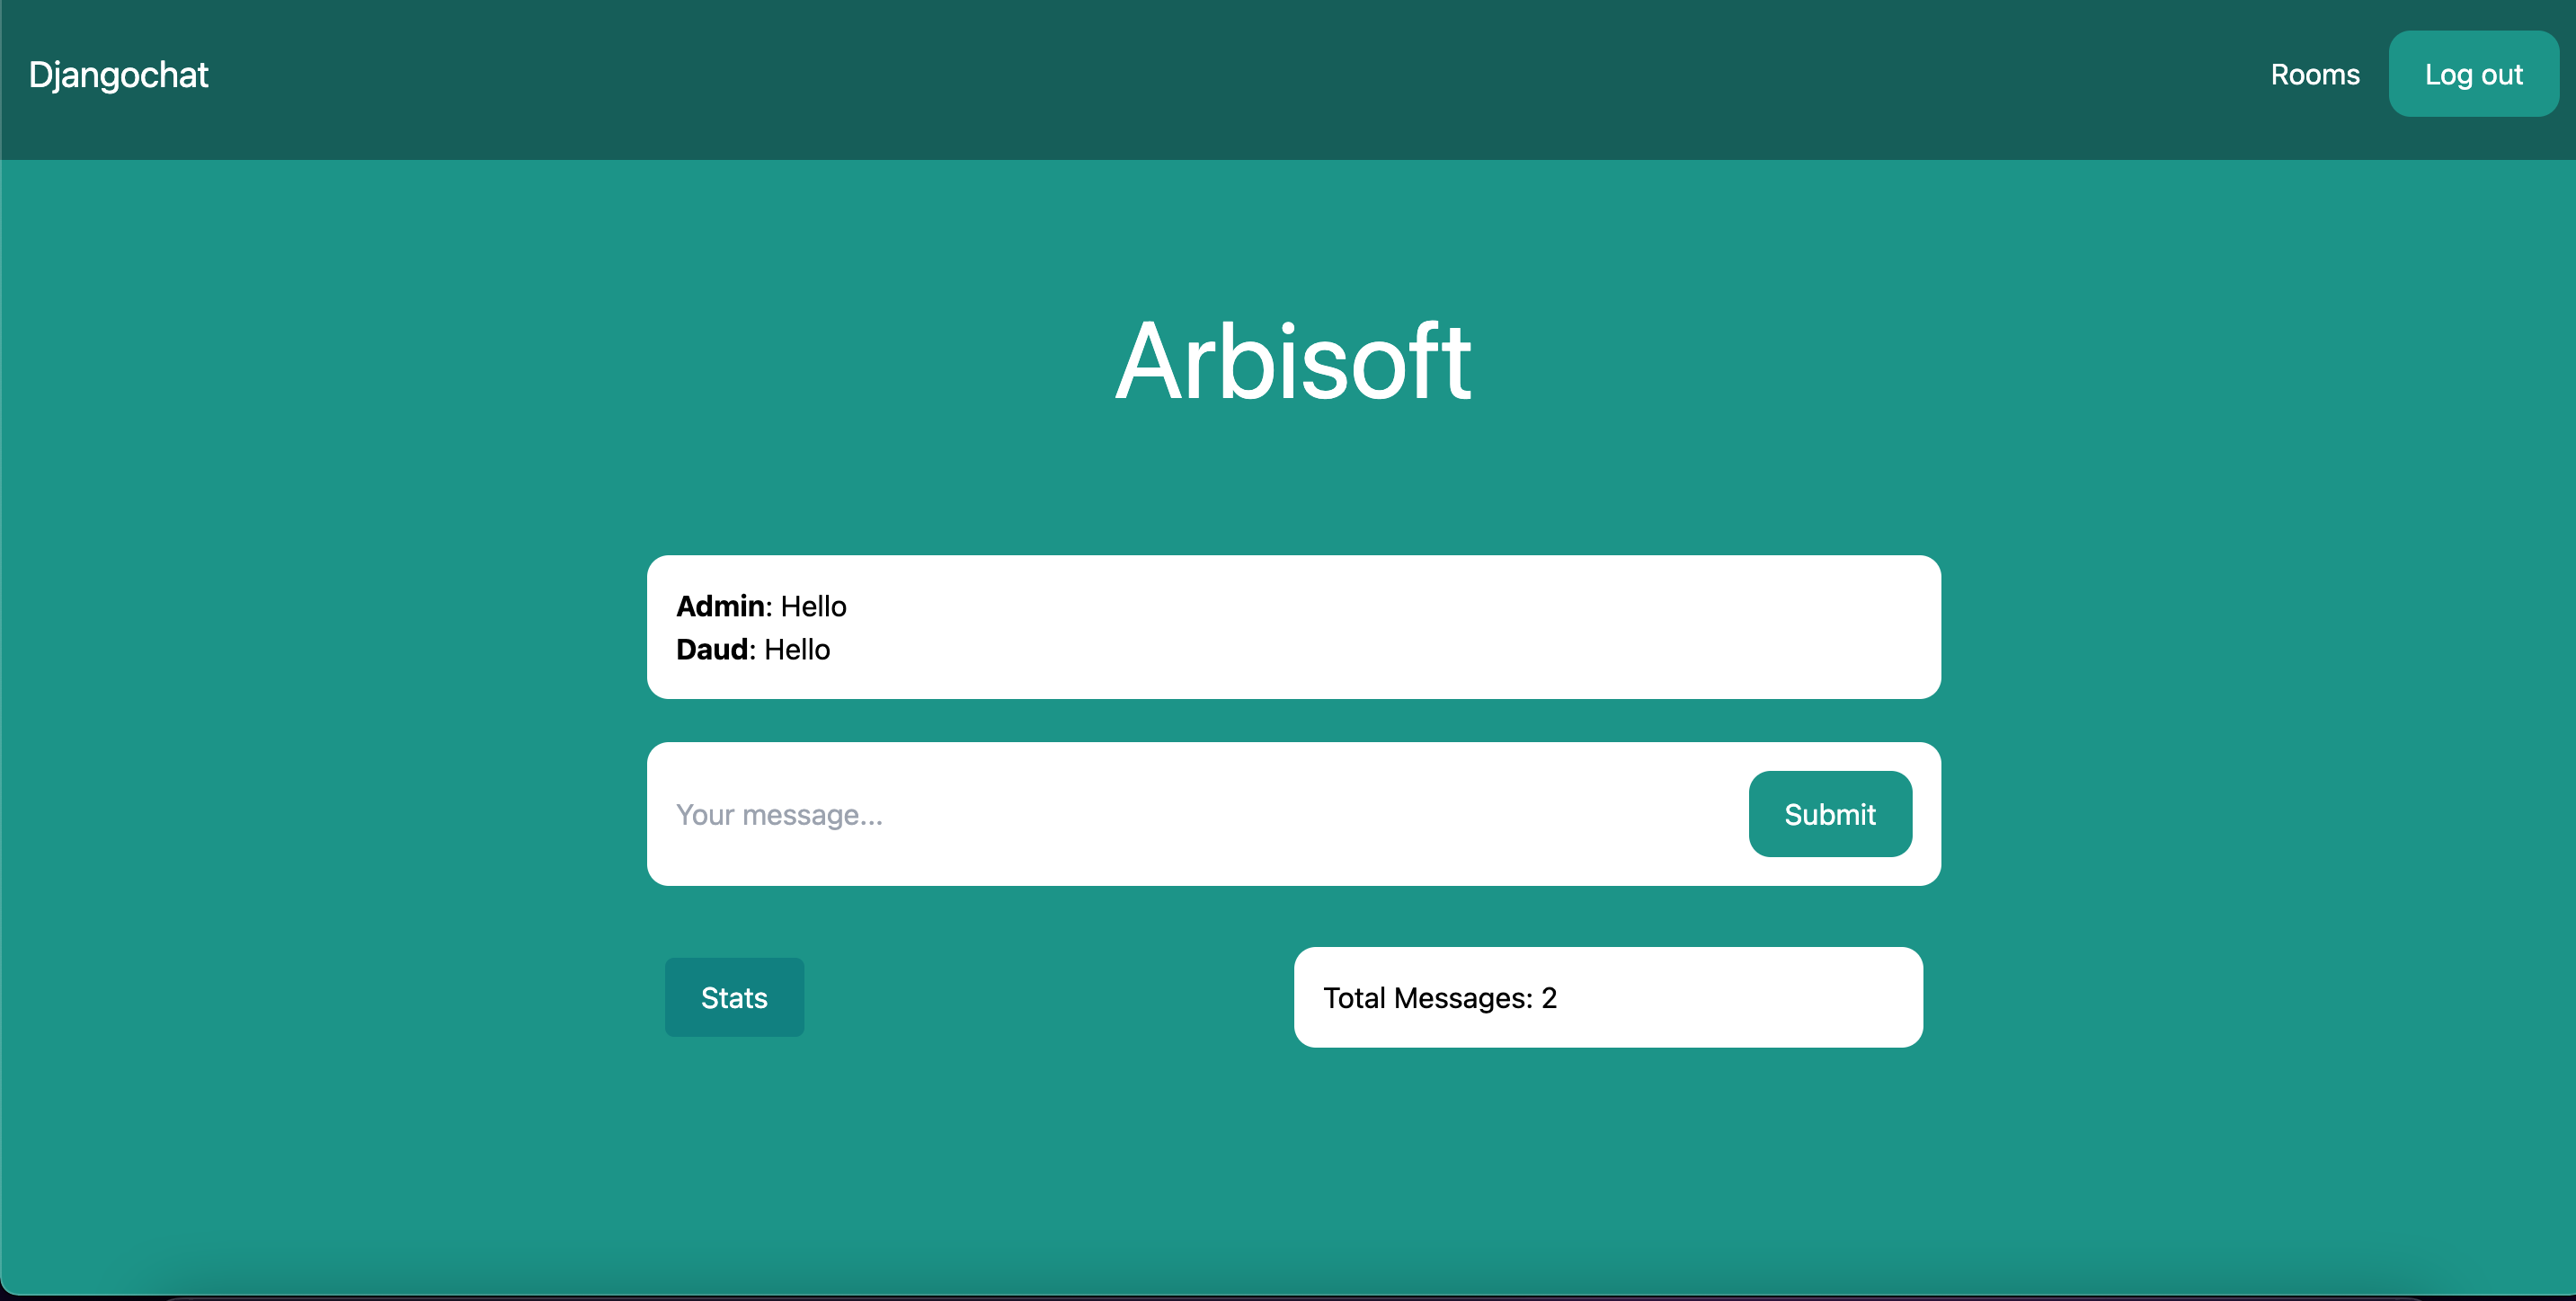 Djangochat
Rooms
Log out
Arbisoft
Admin: Hello
Daud: Hello
Your message...
Submit
Stats
Total Messages: 2